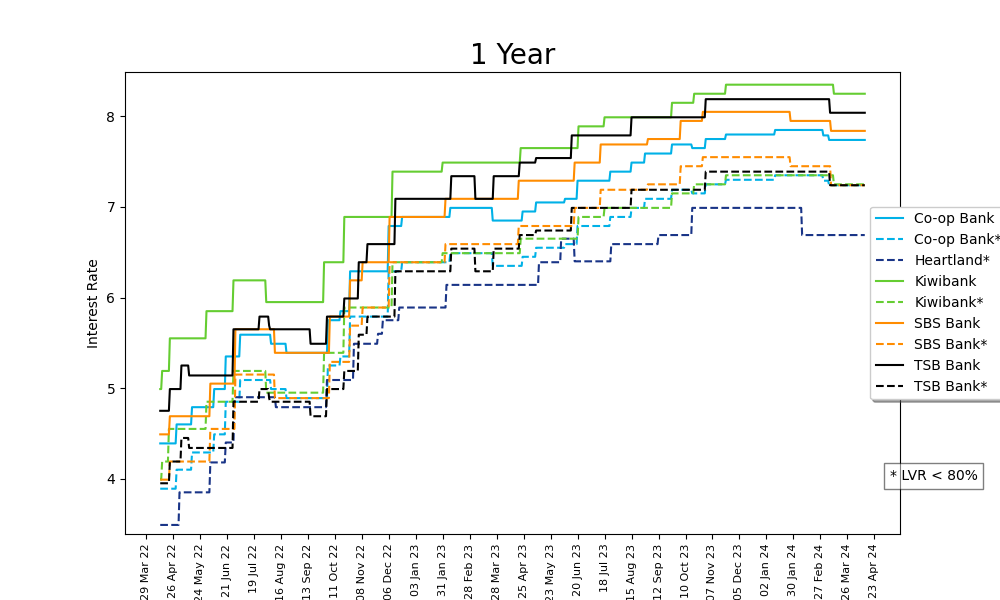 1 Year
Interest Rate
8
7
6
5
4
29 Mar 22
26 Apr 22
24 May 22
21 Jun 22
19 Jul 22
16 Aug 22
13 Sep 22
11 Oct 22
08 Nov 22
06 Dec 22
03 Jan 23
31 Jan 23
28 Feb 23
28 Mar 23
25 Apr 23
23 May 23
20 Jun 23
18 Jul 23
15 Aug 23
12 Sep 23
10 Oct 23
07 Nov 23
05 Dec 23
02 Jan 24
30 Jan 24
27 Feb 24
26 Mar 24
23 Apr 24
Co-op Bank
Co-op Bank*
Heartland*
Kiwibank
Kiwibank*
SBS Bank
SBS Bank*
TSB Bank
TSB Bank*
* LVR < 80%